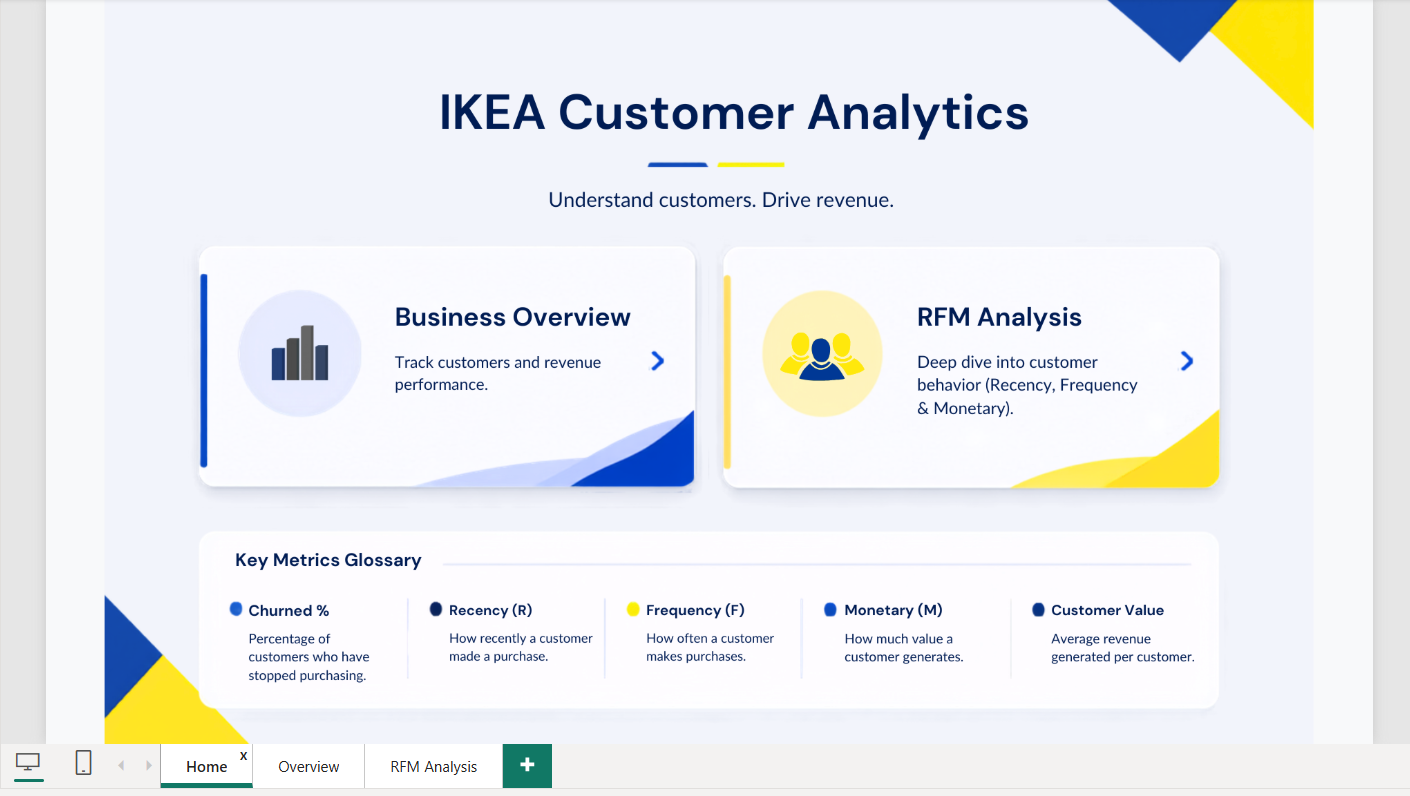 IKEA Customer Analytics
Understand customers. Drive revenue.
Business Overview
Track customers and revenue
performance.
RFM Analysis
Deep dive into customer
behavior (Recency, Frequency
& Monetary).
Key Metrics Glossary
Churned %
Percentage of
customers who have
stopped purchasing.
Recency (R)
How recently a customer
made a purchase.
Frequency (F)
How often a customer
makes purchases.
Monetary (M)
How much value a
customer generates.
Customer Value
Average revenue
generated per customer.
Home
x
Overview
RFM Analysis